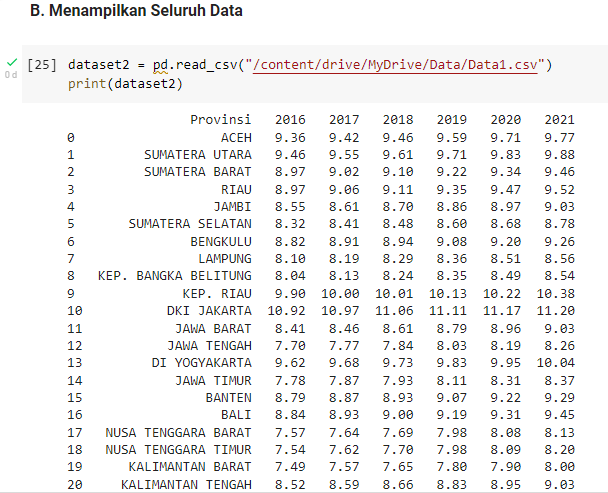 B. Menampilkan Seluruh Data
[25] dataset2 = pd.read_csv("/content/drive/MyDrive/Data/Data1.csv")
0 d
print(dataset2)
Provinsi 2016 2017 2018 2019 2020 2021
0 ACEH 9.36 9.42 9.46 9.59 9.71 9.77
1 SUMATERA UTARA 9.46 9.55 9.61 9.71 9.83 9.88
2 SUMATERA BARAT 8.97 9.02 9.10 9.22 9.34 9.46
3 RIAU 8.97 9.06 9.11 9.35 9.47 9.52
4 JAMBI 8.55 8.61 8.70 8.86 8.97 9.03
5 SUMATERA SELATAN 8.32 8.41 8.48 8.60 8.68 8.78
6 BENGKULU 8.82 8.91 8.94 9.08 9.20 9.26
7 LAMPUNG 8.10 8.19 8.29 8.36 8.51 8.56
8 KEP. BANGKA BELITUNG 8.04 8.13 8.24 8.35 8.49 8.54
9 KEP. RIAU 9.90 10.00 10.01 10.13 10.22 10.38
10 DKI JAKARTA 10.92 10.97 11.06 11.11 11.17 11.20
11 JAWA BARAT 8.41 8.46 8.61 8.79 8.96 9.03
12 JAWA TENGAH 7.70 7.77 7.84 8.03 8.19 8.26
13 DI YOGYAKARTA 9.62 9.68 9.73 9.83 9.95 10.04
14 JAWA TIMUR 7.78 7.87 7.93 8.11 8.31 8.37
15 BANTEN 8.79 8.87 8.93 9.07 9.22 9.29
16 BALI 8.84 8.93 9.00 9.19 9.31 9.45
17 NUSA TENGGARA BARAT 7.57 7.64 7.69 7.98 8.08 8.13
18 NUSA TENGGARA TIMUR 7.54 7.62 7.70 7.98 8.09 8.20
19 KALIMANTAN BARAT 7.49 7.57 7.65 7.80 7.90 8.00
20 KALIMANTAN TENGAH 8.52 8.59 8.66 8.83 8.95 9.03